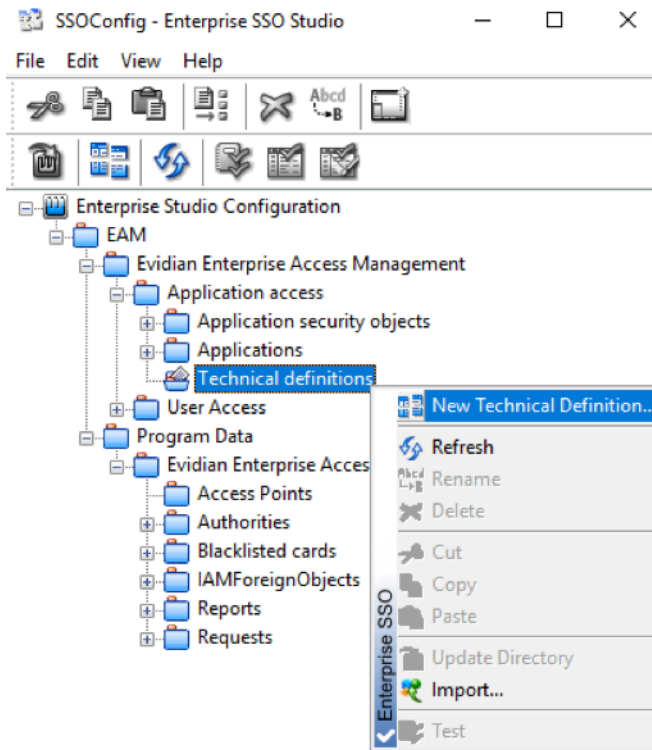 SSOConfig - Enterprise SSO Studio
File Edit View Help
Abcd
B
Enterprise Studio Configuration
EAM
Evidian Enterprise Access Management
Application access
Application security objects
Applications
Technical definitions
New Technical Definition...
User Access
Refresh
Program Data
Abcd
Rename
Evidian Enterprise Acces
Delete
Access Points
Authorities
Cut
Blacklisted cards
Copy
IAMForeignObjects
Paste
Reports
Requests
Update Directory
Import...
Test
Enterprise SSO